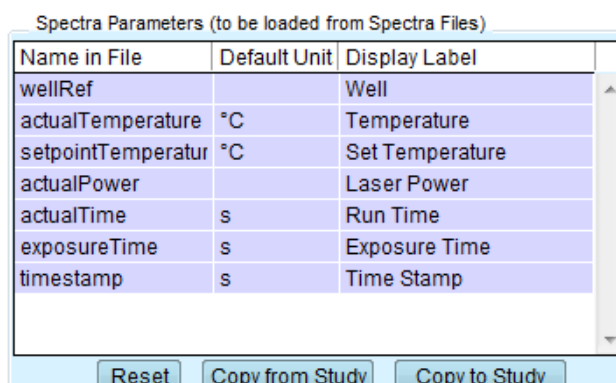 Spectra Parameters (to be loaded from Spectra Files)
Name in File Default Unit Display Label
wellRef Well
actualTemperature °C Temperature
setpointTemperatur °C Set Temperature
actualPower Laser Power
actualTime s Run Time
exposureTime s Exposure Time
timestamp s Time Stamp
Reset Copy from Study Copy to Study